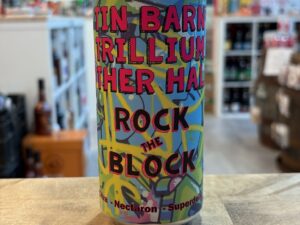 TIN BARN
TRILLIUM
THER HAL
ROCK
THE
BLOCK
- Nectaron -